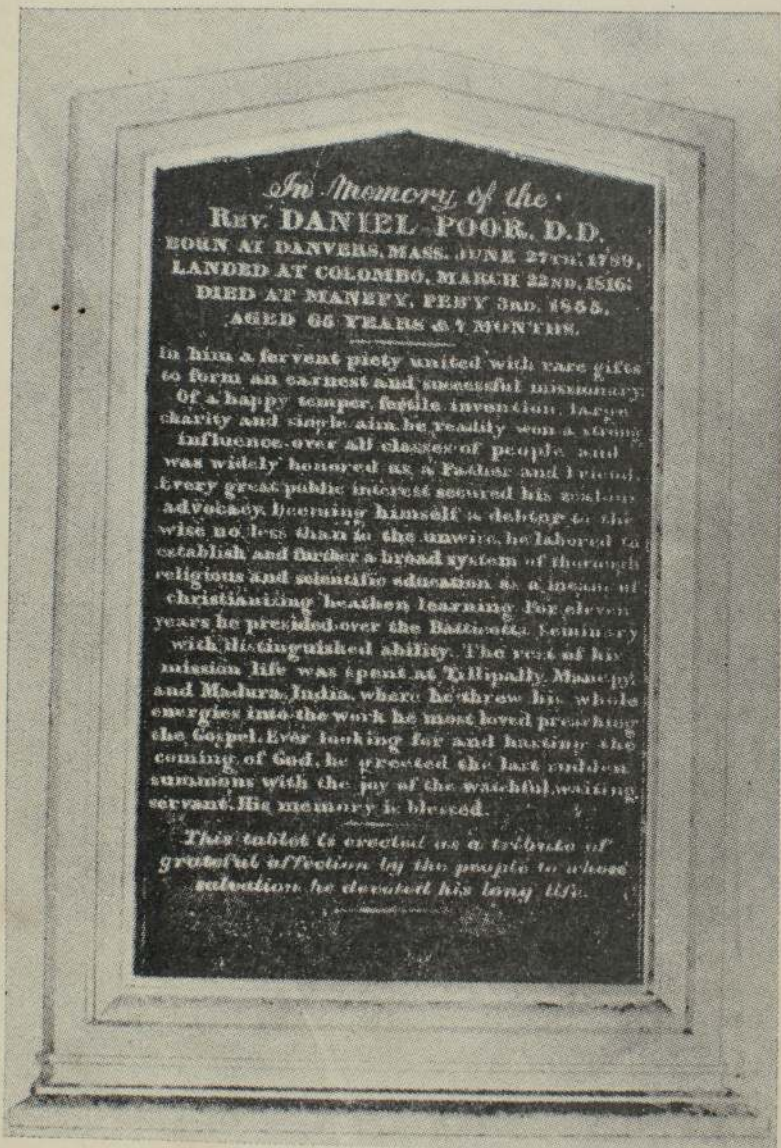 In Memory of the
REV. DANIEL POOR, D.D.
BORN AT DANVERS, MASS. JUNE 27TH, 1789,
LANDED AT COLOMBO, MARCH 22ND, 1816:
DIED AT MANEPY, FEB'Y 3RD, 1855,
AGED 65 YEARS & 7 MONTHS.
In him a fervent piety united with rare gifts
to form an earnest and successful missionary.
Of a happy temper, fertile invention, large
charity and single aim, he readily won a strong
influence over all classes of people and
was widely honored as a Father and Friend.
Every great public interest secured his zealous
advocacy. Deeming himself a debtor to the
wise no less than to the unwise, he labored to
establish and further a broad system of thorough
religious and scientific education as a means of
christianizing heathen learning. For eleven
years he presided over the Batticotta Seminary
with distinguished ability. The rest of his
mission life was spent at Tillipally, Manepy,
and Madura, India, where he threw his whole
energies into the work he most loved preaching
the Gospel. Ever looking for and hasting the
coming of God, he greeted the last sudden
summons with the joy of the watchful, waiting
servant. His memory is blessed.
This tablet is erected as a tribute of
grateful affection by the people to whose
salvation he devoted his long life.